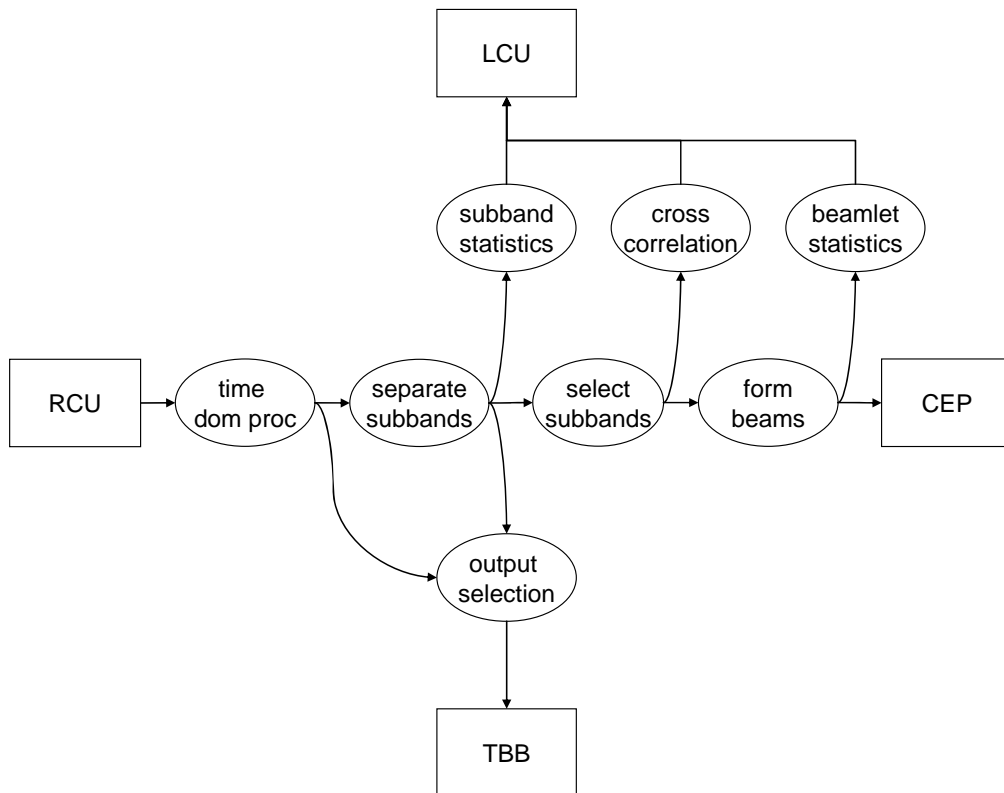 LCU
subband
statistics
cross
correlation
beamlet
statistics
RCU
time
dom proc
separate
subbands
select
subbands
form
beams
CEP
output
selection
TBB